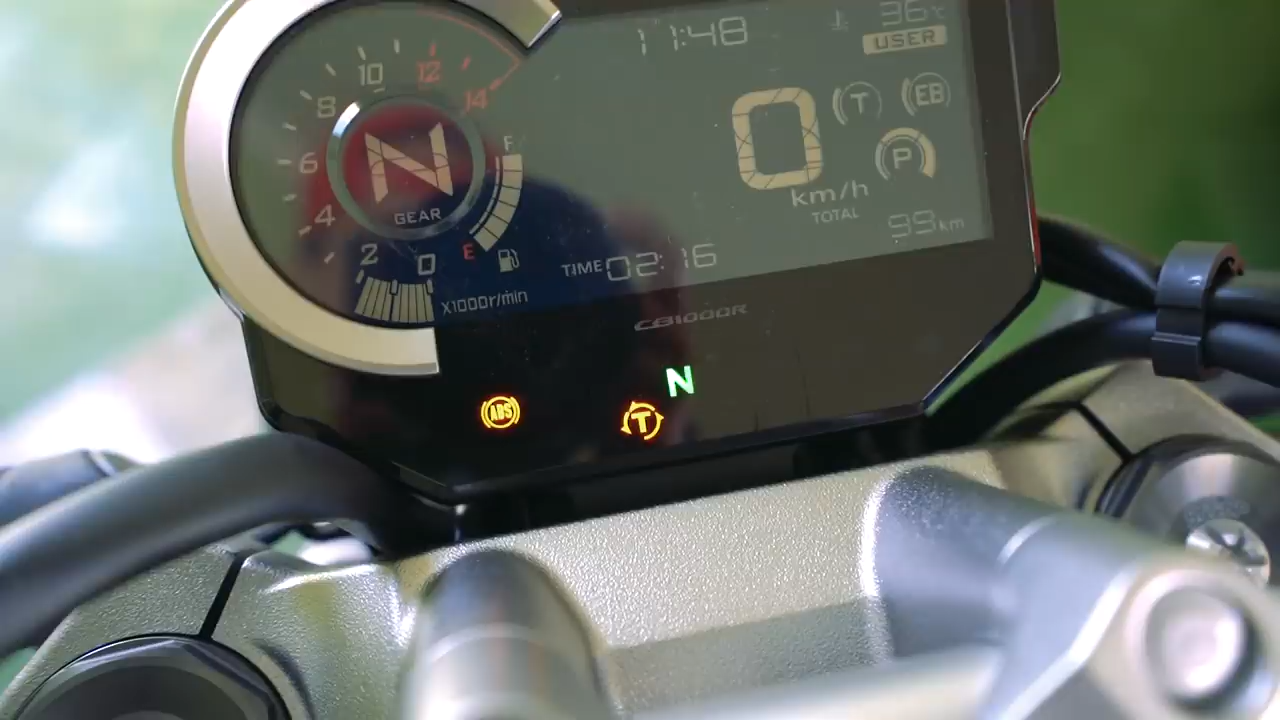 11:48
36°C
USER
10
12
8
14
N
6
GEAR
4
2
0
F
E
X1000r/min
0
km/h
T
EB
P
TOTAL
99km
TIME 02:16
CB1000R
N
ABS
T